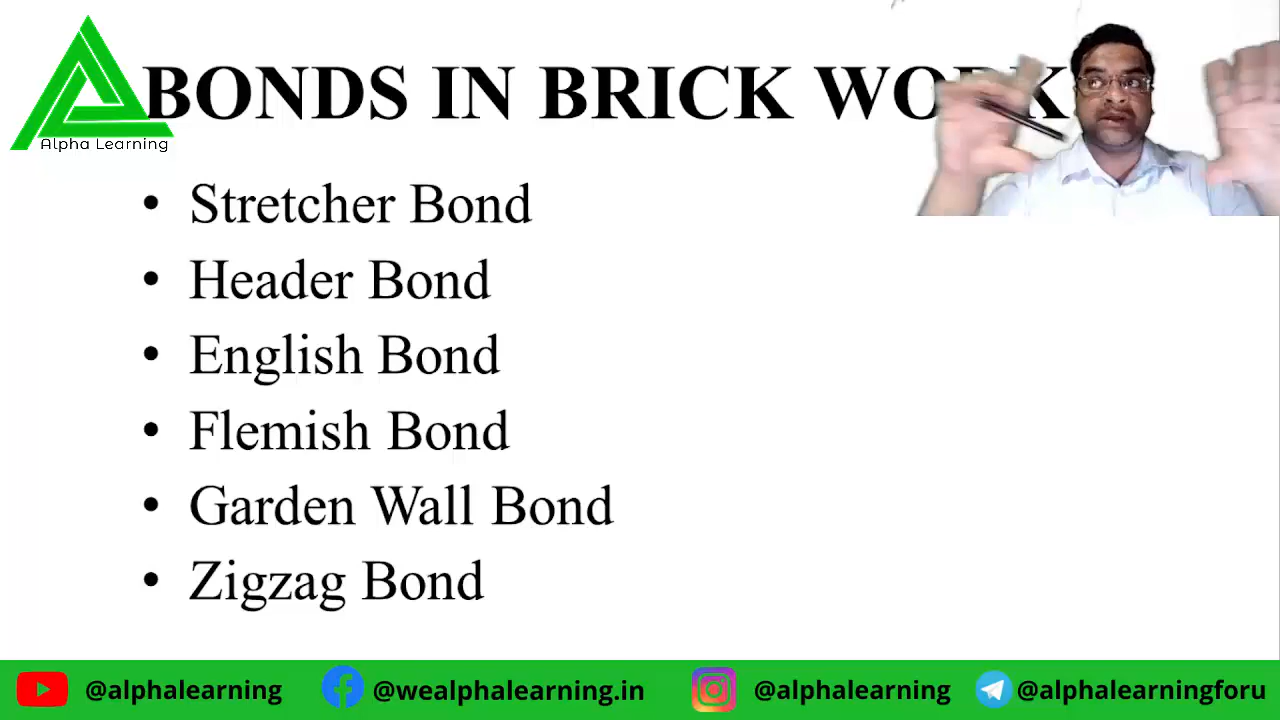 BONDS IN BRICK WORK
Alpha Learning
• Stretcher Bond
• Header Bond
• English Bond
• Flemish Bond
• Garden Wall Bond
• Zigzag Bond
@alphalearning
@wealphalearning.in
@alphalearning
@alphalearningforu